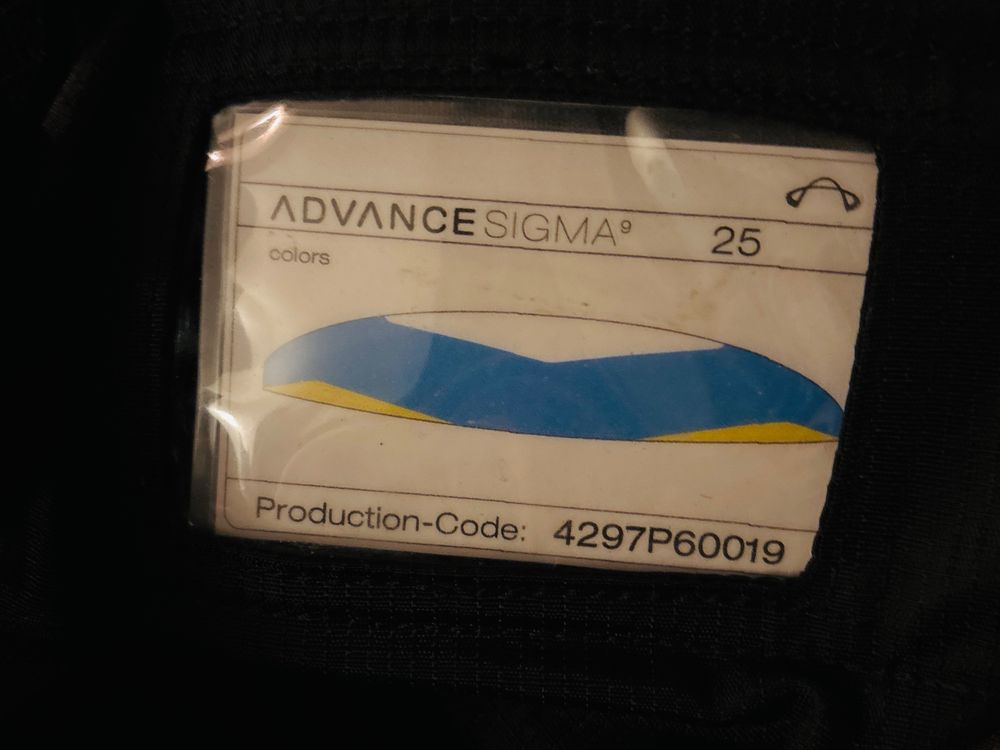 ADVANCE SIGMA⁹ 25
colors
Production-Code: 4297P60019